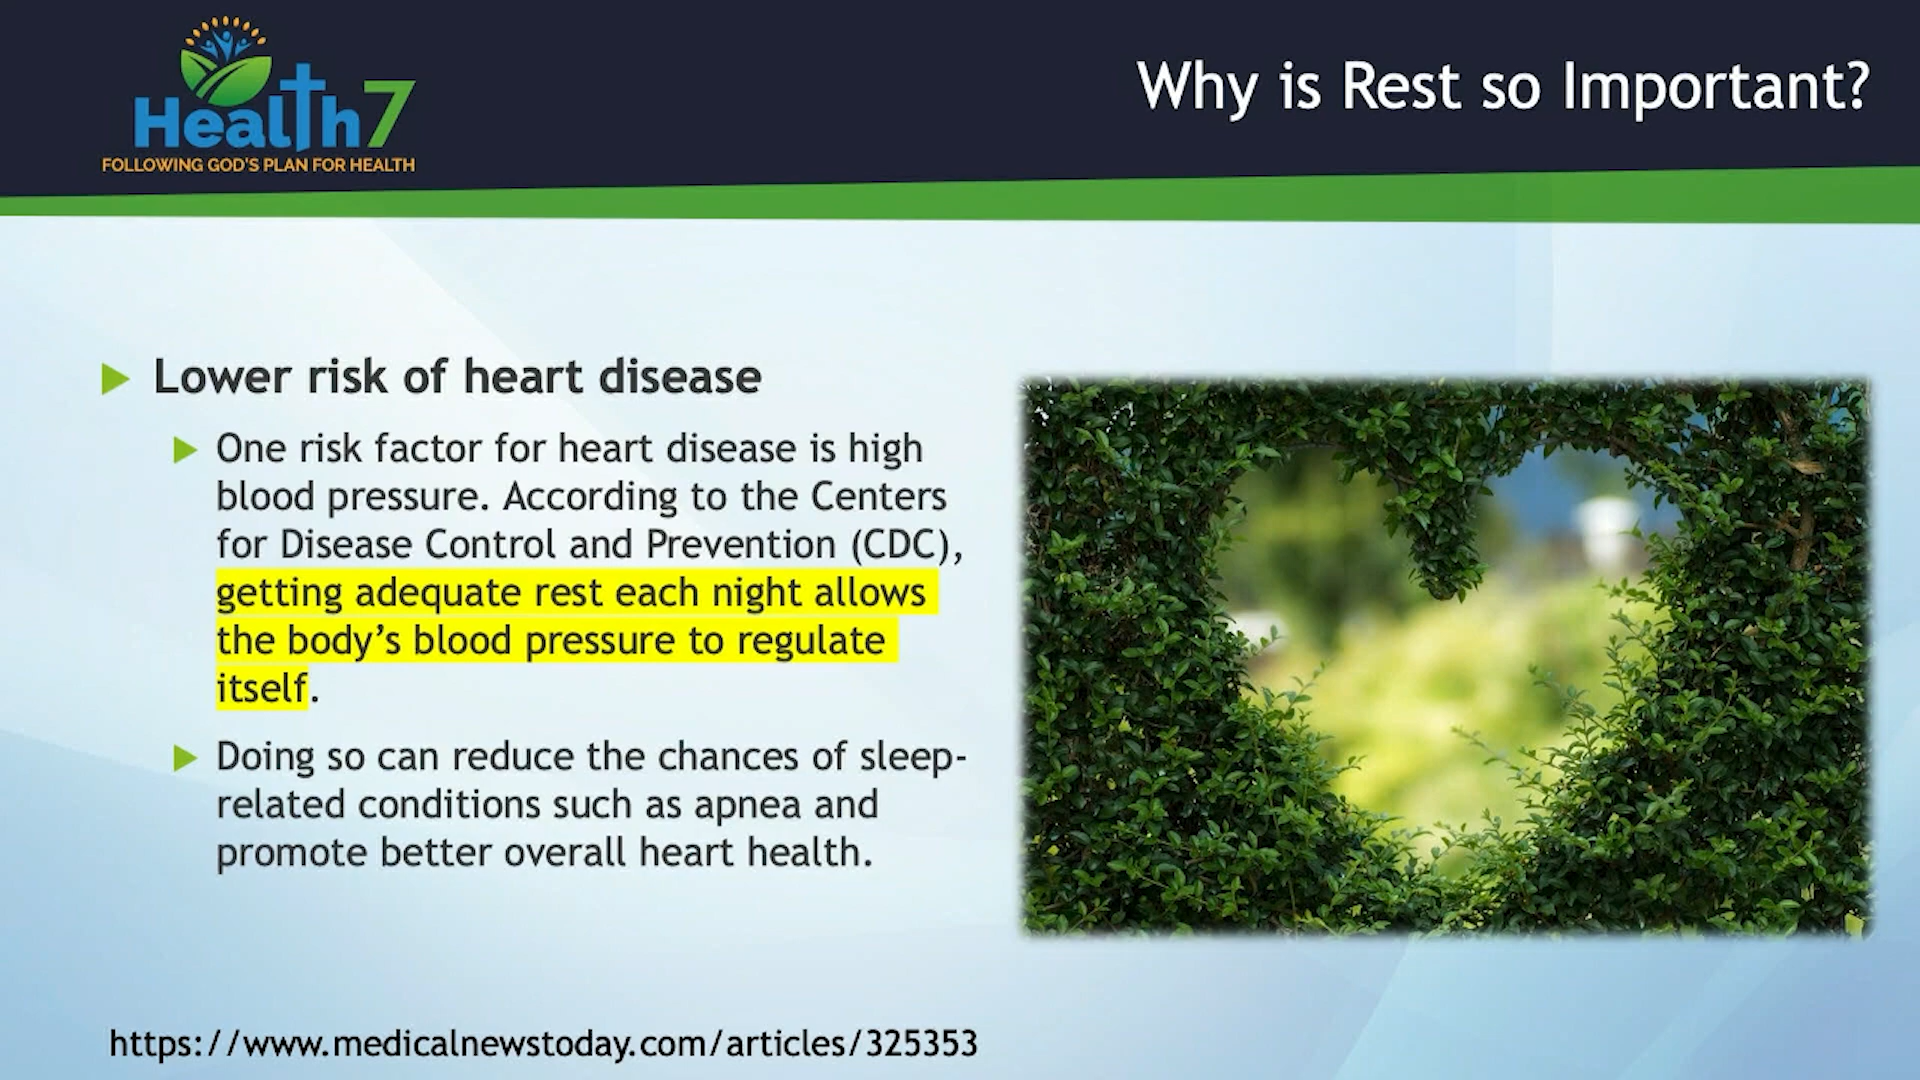 Health7
FOLLOWING GOD'S PLAN FOR HEALTH
Why is Rest so Important?
Lower risk of heart disease
One risk factor for heart disease is high
blood pressure. According to the Centers
for Disease Control and Prevention (CDC),
getting adequate rest each night allows
the body’s blood pressure to regulate
itself.
Doing so can reduce the chances of sleep-
related conditions such as apnea and
promote better overall heart health.
https://www.medicalnewstoday.com/articles/325353